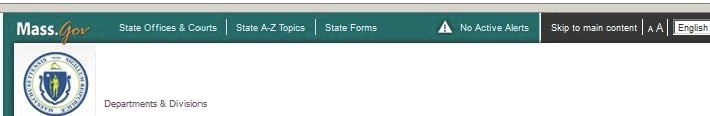 Mass.Gov State Offices & Courts State A-Z Topics State Forms No Active Alerts Skip to main content A A English
Departments & Divisions